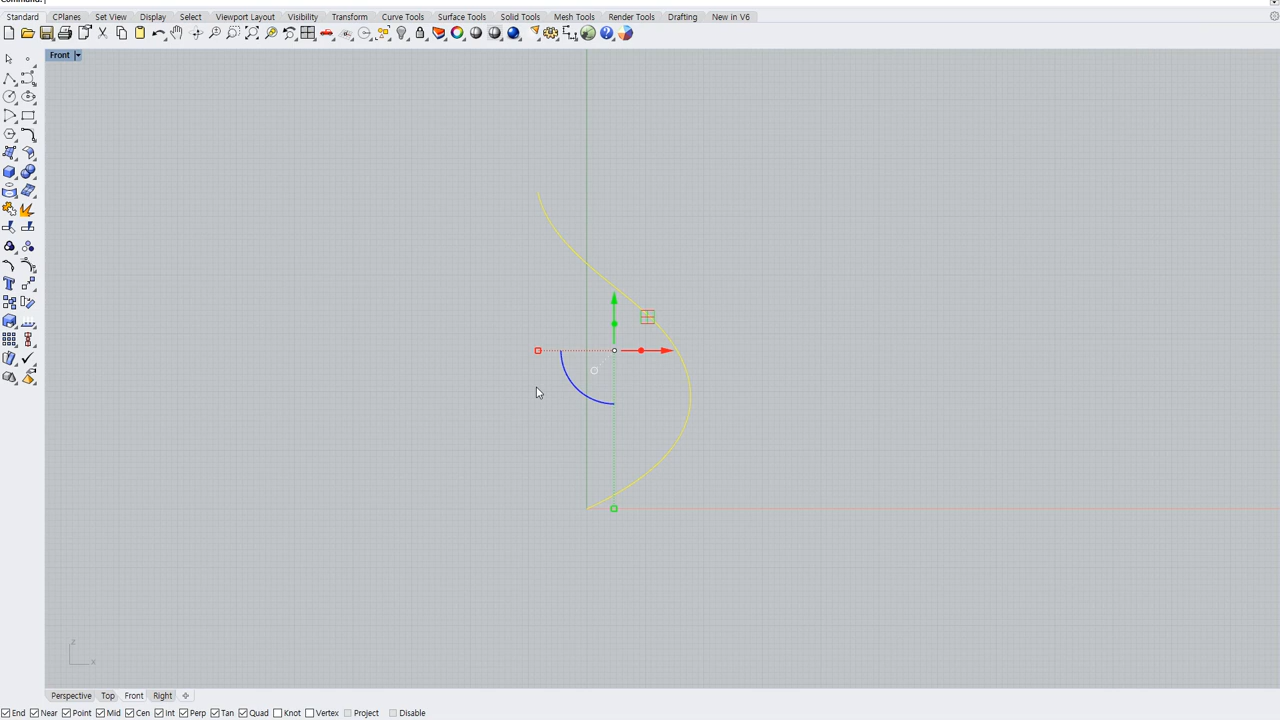 Command:
Standard CPlanes Set View Display Select Viewport Layout Visibility Transform Curve Tools Surface Tools Solid Tools Mesh Tools Render Tools Drafting New in V6
Front
z
x
Perspective Top Front Right
End Near Point Mid Cen Int Perp Tan Quad Knot Vertex Project Disable